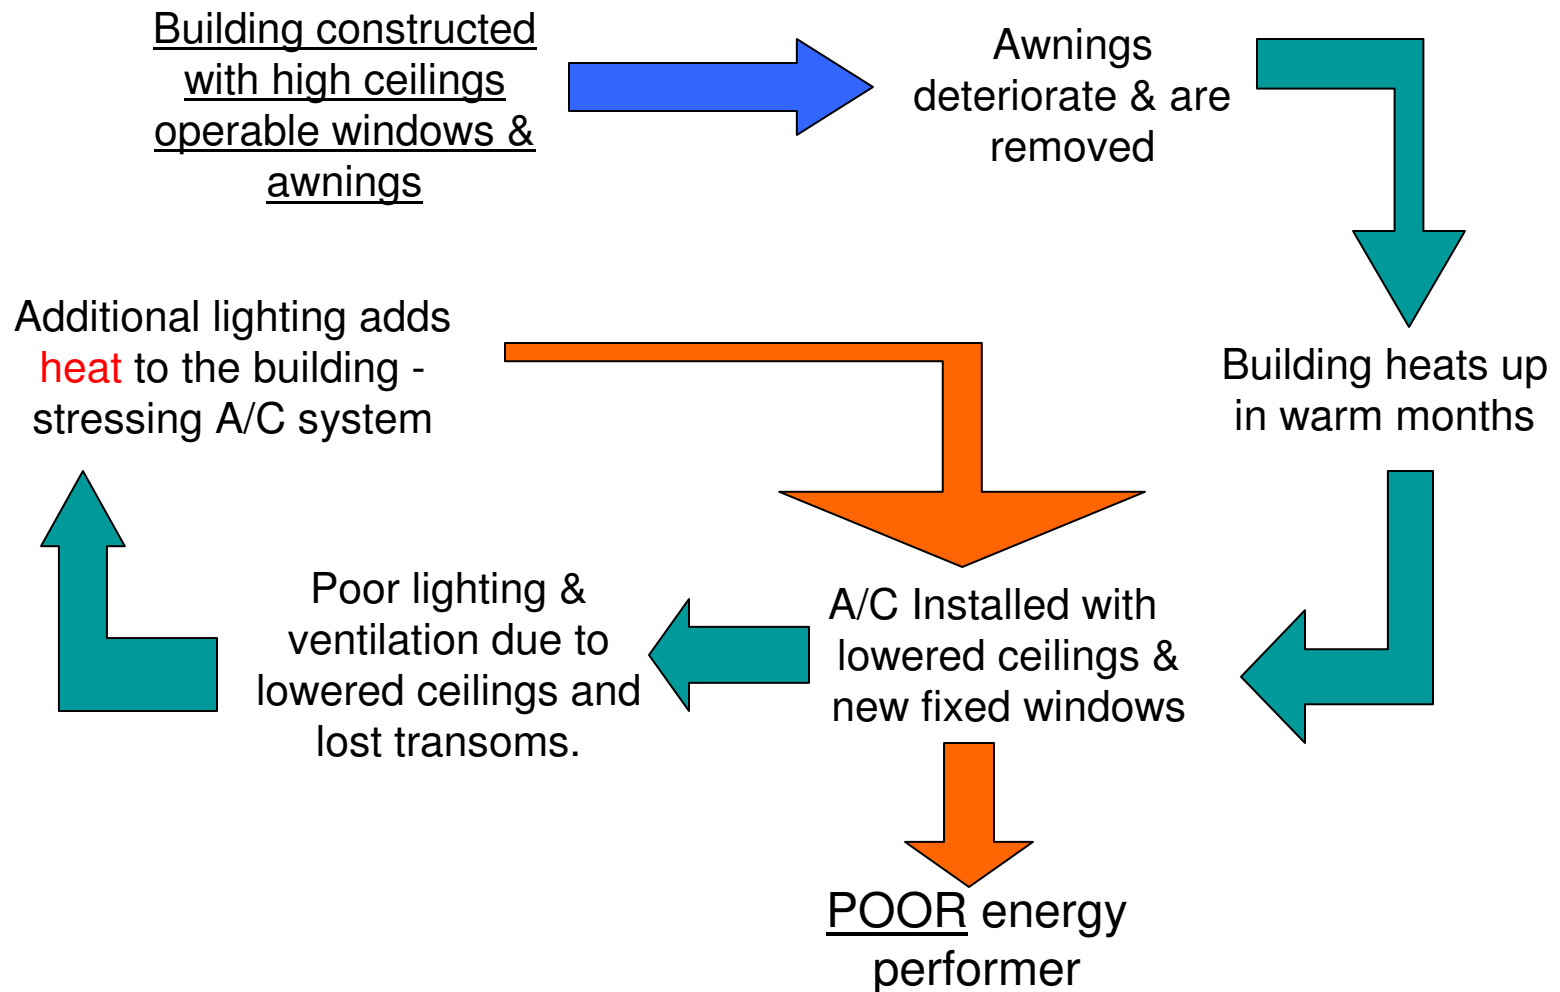 Building constructed
with high ceilings
operable windows &
awnings
Awnings
deteriorate & are
removed
Building heats up
in warm months
A/C Installed with
lowered ceilings &
new fixed windows
Poor lighting &
ventilation due to
lowered ceilings and
lost transoms.
Additional lighting adds
heat to the building -
stressing A/C system
POOR energy
performer